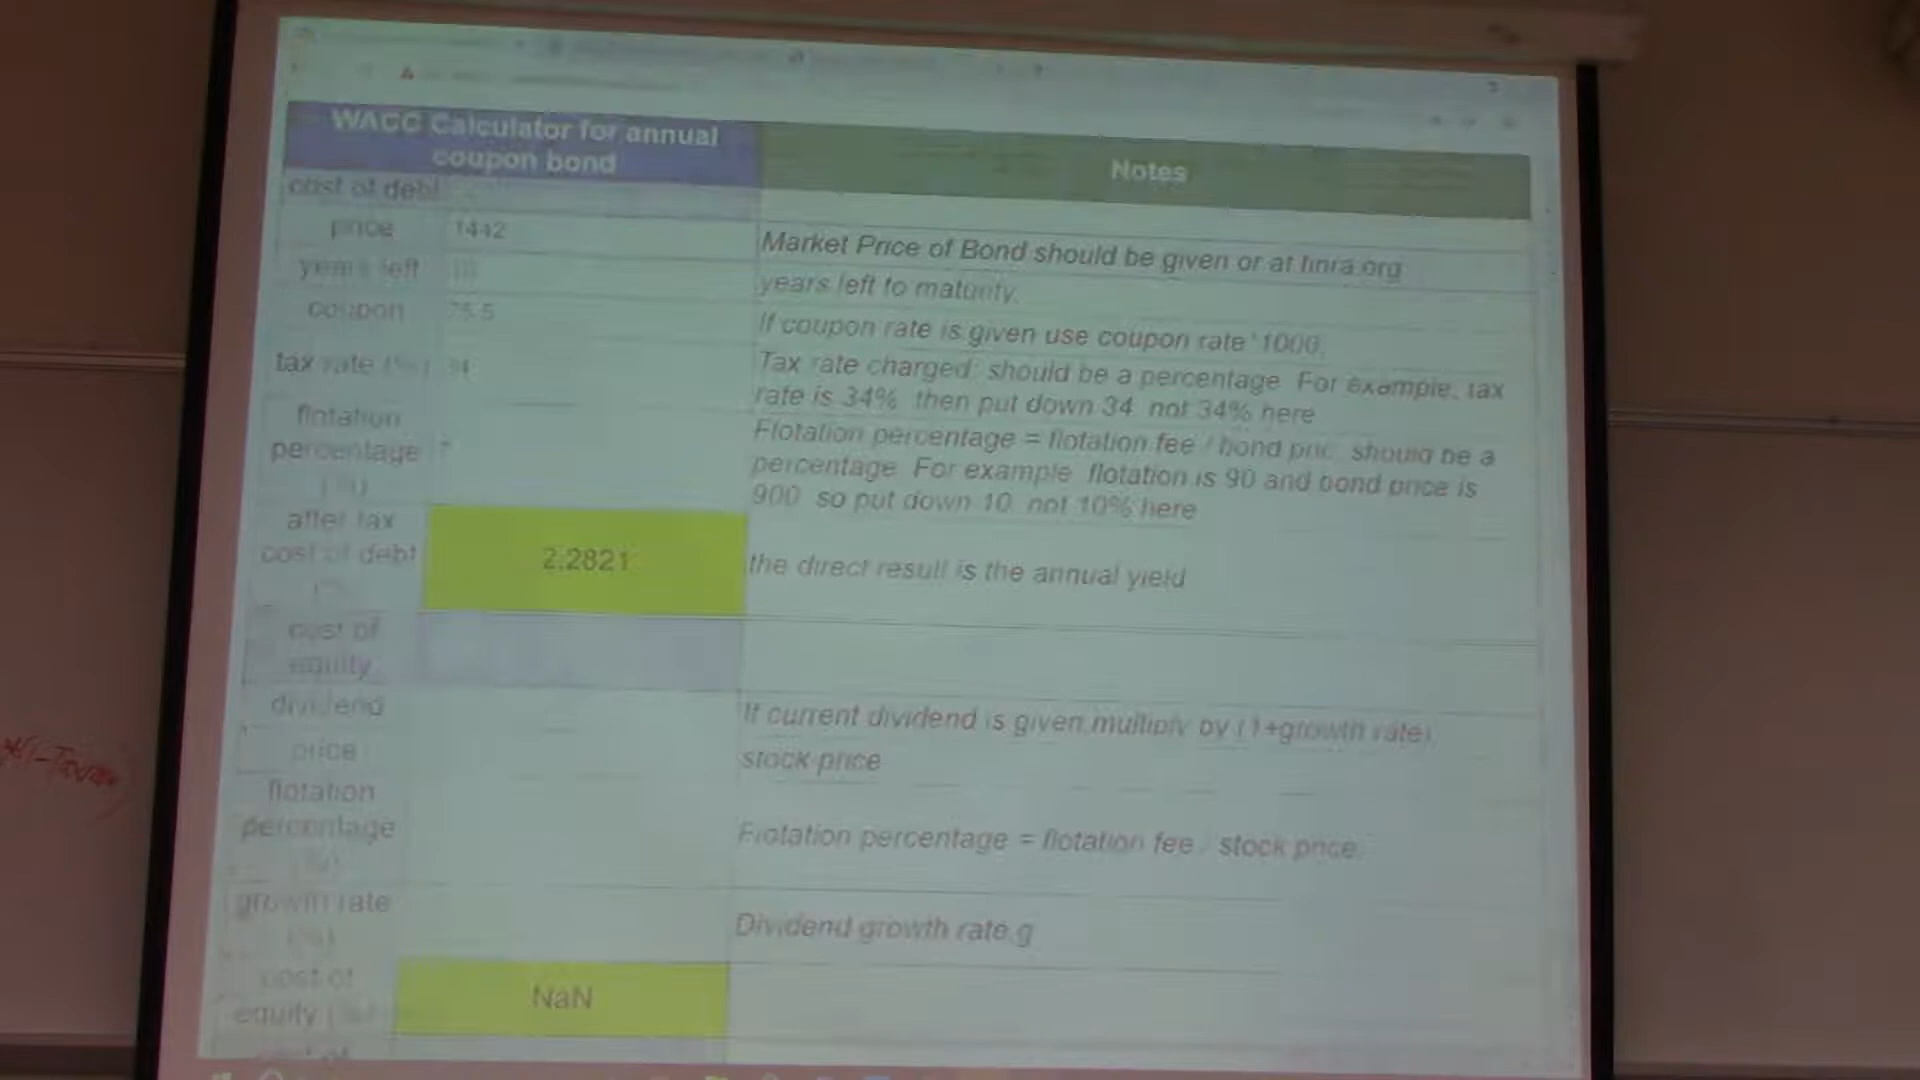 WACC Calculator for annual
coupon bond
Notes
cost of debt
price 1442
Market Price of Bond should be given or at finra.org
years left
years left to maturity.
coupon 75.5
If coupon rate is given use coupon rate*1000.
tax rate (%)
Tax rate charged: should be a percentage. For example, tax
rate is 34% then put down 34 not 34% here
flotation
percentage
(%)
Flotation percentage = flotation fee / bond pric should be a
percentage. For example flotation is 90 and bond price is
900 so put down 10 not 10% here
after tax
cost of debt
2.2821
the direct result is the annual yield
cost of
equity
dividend
If current dividend is given,multiply by (1+growth rate)
price
stock price
flotation
percentage
(%)
Flotation percentage = flotation fee / stock price.
growth rate
(%)
Dividend growth rate,g
cost of
equity
NaN
cost of